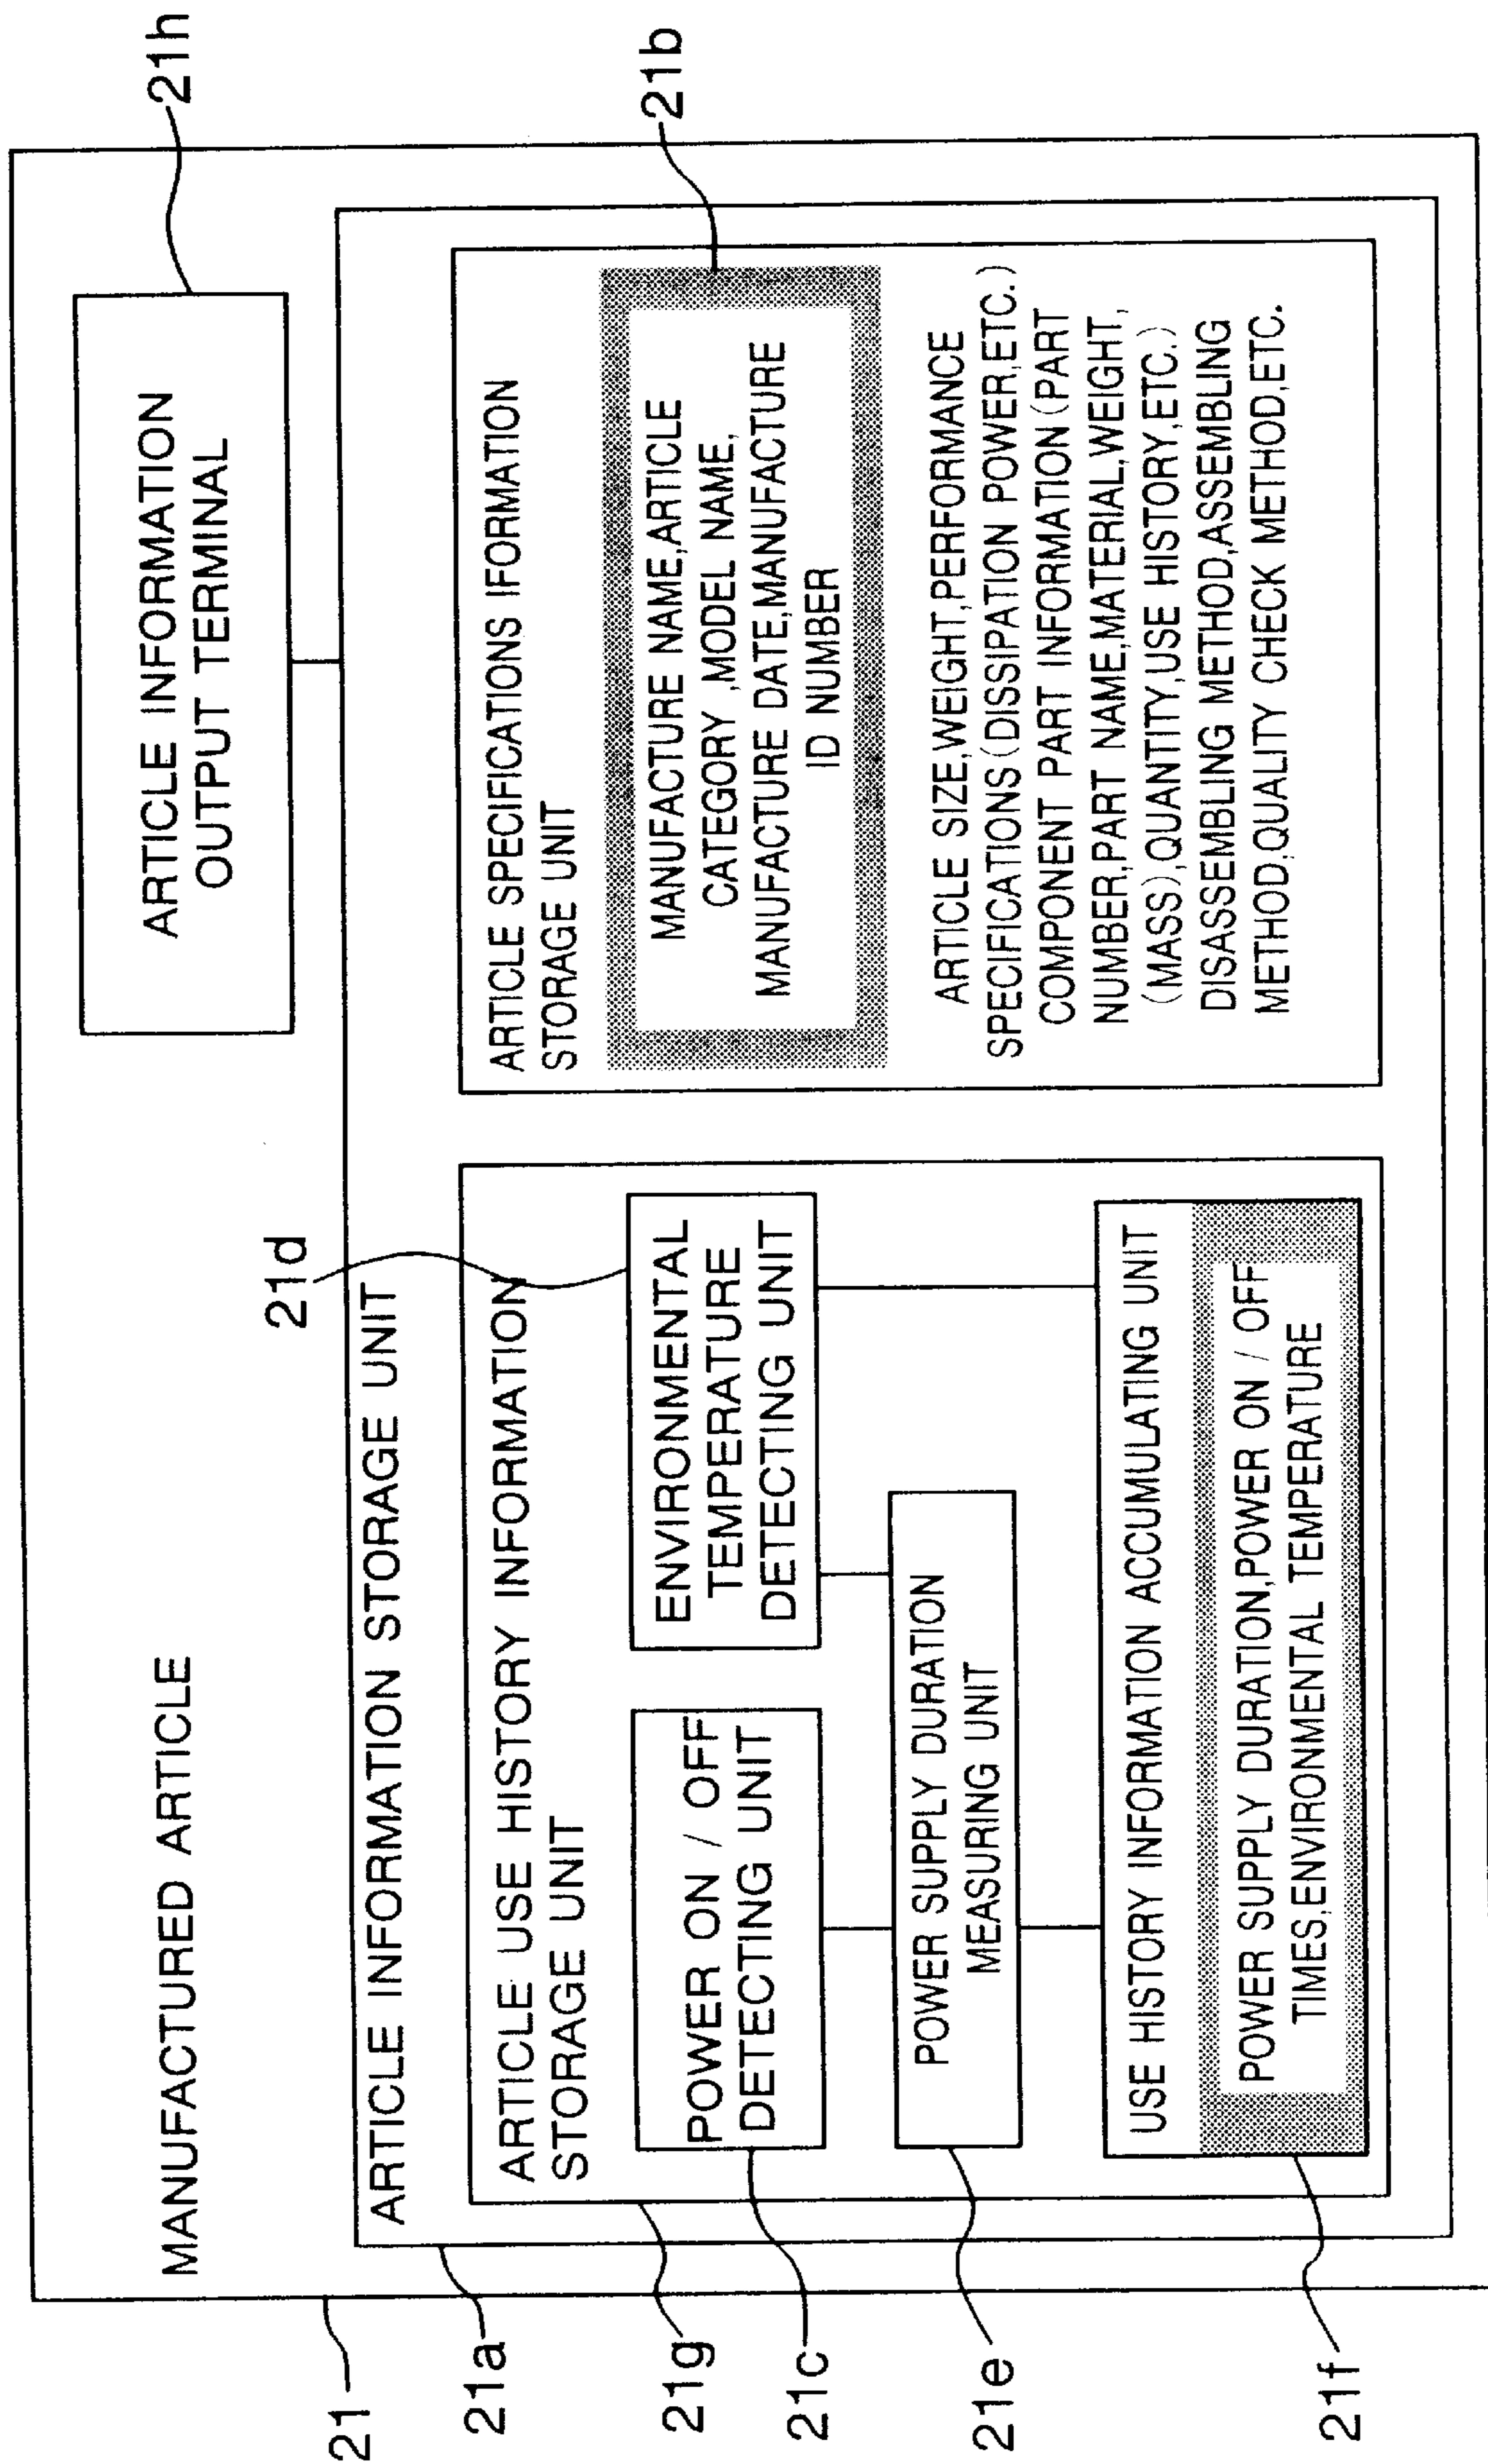 MANUFACTURED ARTICLE
ARTICLE INFORMATION
OUTPUT TERMINAL
21h
21
21a
ARTICLE INFORMATION STORAGE UNIT
21d
21g
ARTICLE USE HISTORY INFORMATION
STORAGE UNIT
21c
POWER ON / OFF
DETECTING UNIT
ENVIRONMENTAL
TEMPERATURE
DETECTING UNIT
21e
POWER SUPPLY DURATION
MEASURING UNIT
21f
USE HISTORY INFORMATION ACCUMULATING UNIT
POWER SUPPLY DURATION,POWER ON / OFF
TIMES,ENVIRONMENTAL TEMPERATURE
ARTICLE SPECIFICATIONS IFORMATION
STORAGE UNIT
21b
MANUFACTURE NAME,ARTICLE
CATEGORY ,MODEL NAME,
MANUFACTURE DATE,MANUFACTURE
ID NUMBER
ARTICLE SIZE,WEIGHT,PERFORMANCE
SPECIFICATIONS(DISSIPATION POWER,ETC.)
COMPONENT PART INFORMATION(PART
NUMBER,PART NAME,MATERIAL,WEIGHT,
(MASS),QUANTITY,USE HISTORY,ETC.)
DISASSEMBLING METHOD,ASSEMBLING
METHOD,QUALITY CHECK METHOD,ETC.